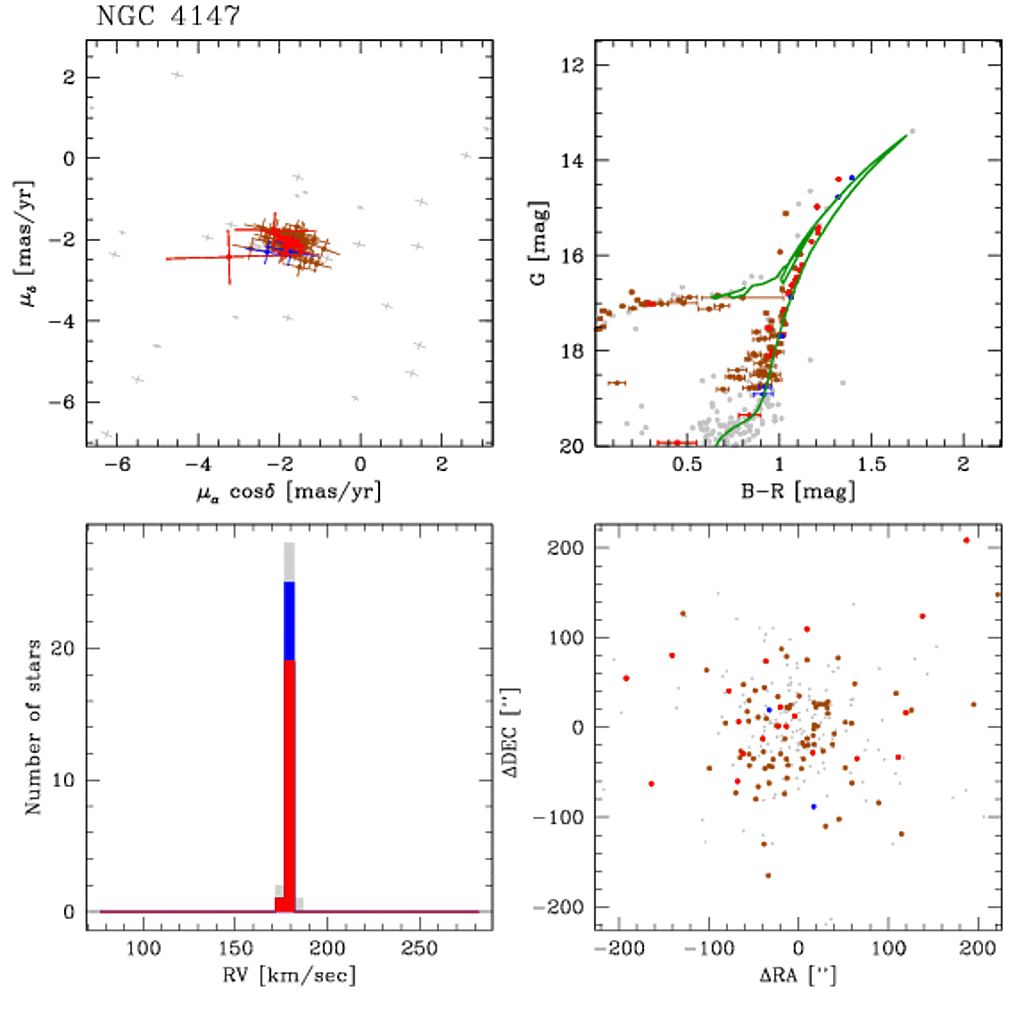 NGC 4147
2
0
−2
−4
−6
μδ [mas/yr]
−6 −4 −2 0 2
μα cosδ [mas/yr]
12
14
16
18
20
G [mag]
0.5 1 1.5 2
B−R [mag]
20
10
0
Number of stars
100 150 200 250
RV [km/sec]
200
100
0
−100
−200
ΔDEC [′′]
−200 −100 0 100 200
ΔRA [′′]